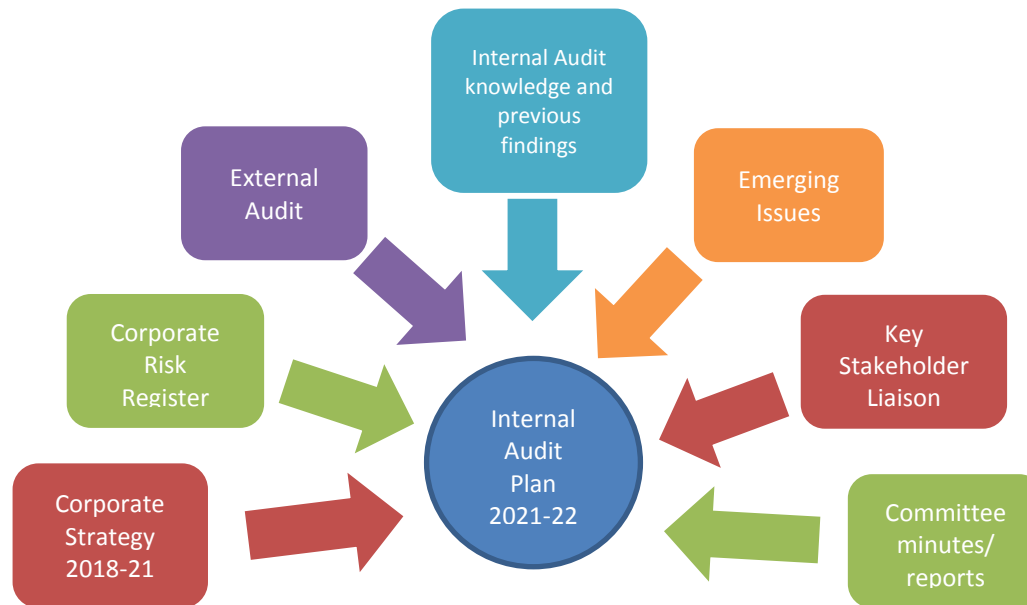 Internal Audit
knowledge and
previous
findings
External
Audit
Emerging
Issues
Corporate
Risk
Register
Key
Stakeholder
Liaison
Internal
Audit
Plan
2021-22
Corporate
Strategy
2018-21
Committee
minutes/
reports